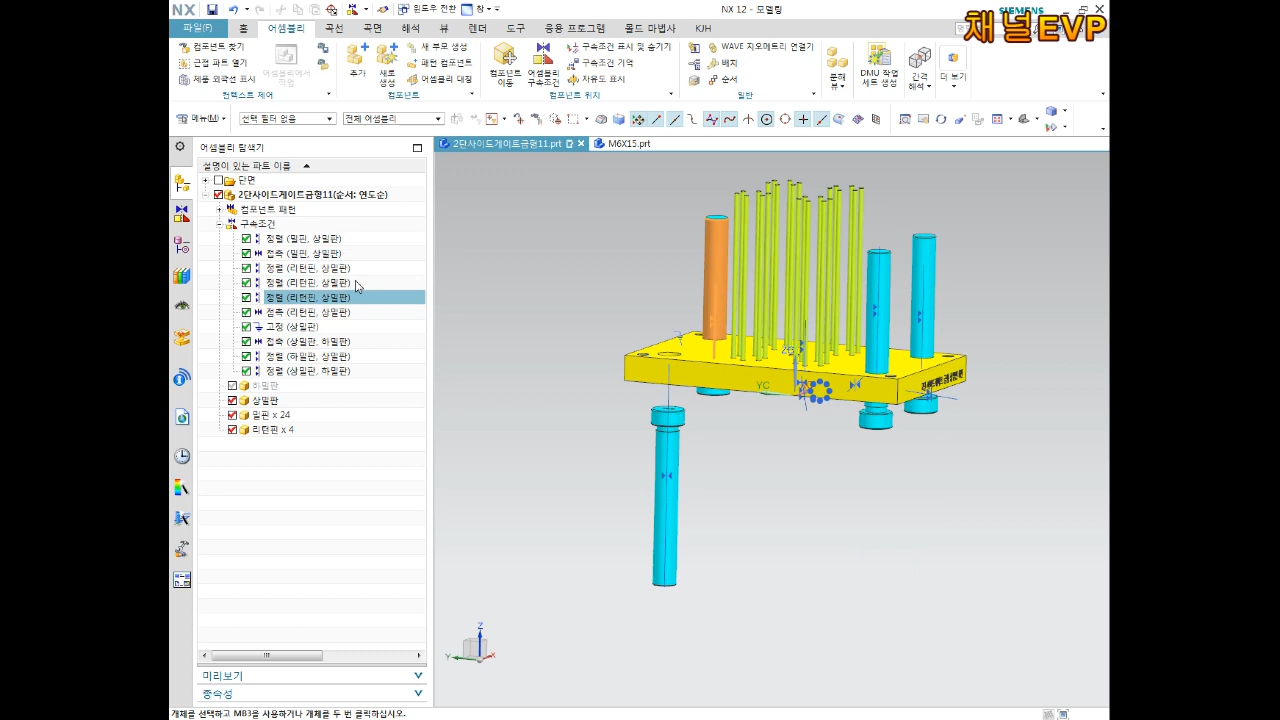 NX
윈도우 전환
창
NX 12 - 모델링
SIEMENS
채널EVP
파일(F)
홈
어셈블리
구선
곡면
해석
뷰
렌더
도구
응용 프로그램
몰드 마법사
KJH
컴포넌트 찾기
근접 파트 열기
제품 외곽선 표시
어셈블리에서 작업
추가
새로 생성
새 부모 생성
패턴 컴포넌트
어셈블리 대칭
컴포넌트 이동
어셈블리 구속조건
구속조건 표시 및 숨기기
구속조건 기억
자유도 표시
WAVE 지오메트리 연결기
배치
순서
분해 뷰
DMU 작업 세트 생성
간격 해석
더 보기
컨텍스트 제어
컴포넌트
컴포넌트 위치
일반
메뉴(M)
선택 필터 없음
전체 어셈블리
어셈블리 탐색기
2단사이드게이트금형11.prt
M6X15.prt
설명이 있는 파트 이름
단면
2단사이드게이트금형11(순서: 연도순)
컴포넌트 패턴
구속조건
정렬 (밀핀, 상밀판)
접촉 (밀핀, 상밀판)
정렬 (리턴핀, 상밀판)
정렬 (리턴핀, 상밀판)
정렬 (리턴핀, 상밀판)
접촉 (리턴핀, 상밀판)
고정 (상밀판)
접촉 (상밀판, 하밀판)
정렬 (하밀판, 상밀판)
정렬 (상밀판, 하밀판)
하밀판
상밀판
밀핀 x 24
리턴핀 x 4
ZC
YC
Z
Y
X
미리보기
종속성
개체를 선택하고 MB3을 사용하거나 개체를 두 번 클릭하십시오.